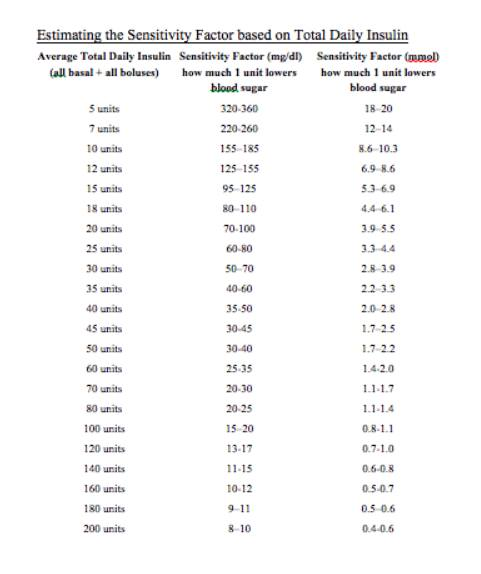 Estimating the Sensitivity Factor based on Total Daily Insulin
Average Total Daily Insulin Sensitivity Factor (mg/dl) Sensitivity Factor (mmol)
(all basal + all boluses) how much 1 unit lowers how much 1 unit lowers
blood sugar blood sugar
5 units 320-360 18-20
7 units 220-260 12-14
10 units 155-185 8.6-10.3
12 units 125-155 6.9-8.6
15 units 95-125 5.3-6.9
18 units 80-110 4.4-6.1
20 units 70-100 3.9-5.5
25 units 60-80 3.3-4.4
30 units 50-70 2.8-3.9
35 units 40-60 2.2-3.3
40 units 35-50 2.0-2.8
45 units 30-45 1.7-2.5
50 units 30-40 1.7-2.2
60 units 25-35 1.4-2.0
70 units 20-30 1.1-1.7
80 units 20-25 1.1-1.4
100 units 15-20 0.8-1.1
120 units 13-17 0.7-1.0
140 units 11-15 0.6-0.8
160 units 10-12 0.5-0.7
180 units 9-11 0.5-0.6
200 units 8-10 0.4-0.6